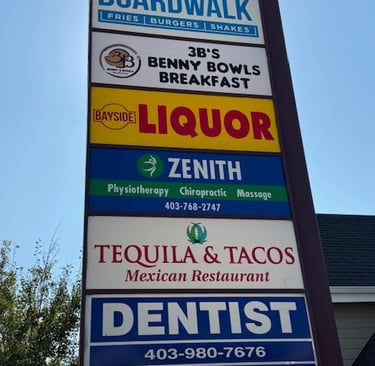 BOARDWALK
FRIES | BURGERS | SHAKES
3B'S
BENNY BOWLS
BREAKFAST
BAYSIDE LIQUOR
ZENITH
Physiotherapy Chiropractic Massage
403-768-2747
TEQUILA & TACOS
Mexican Restaurant
DENTIST
403-980-7676